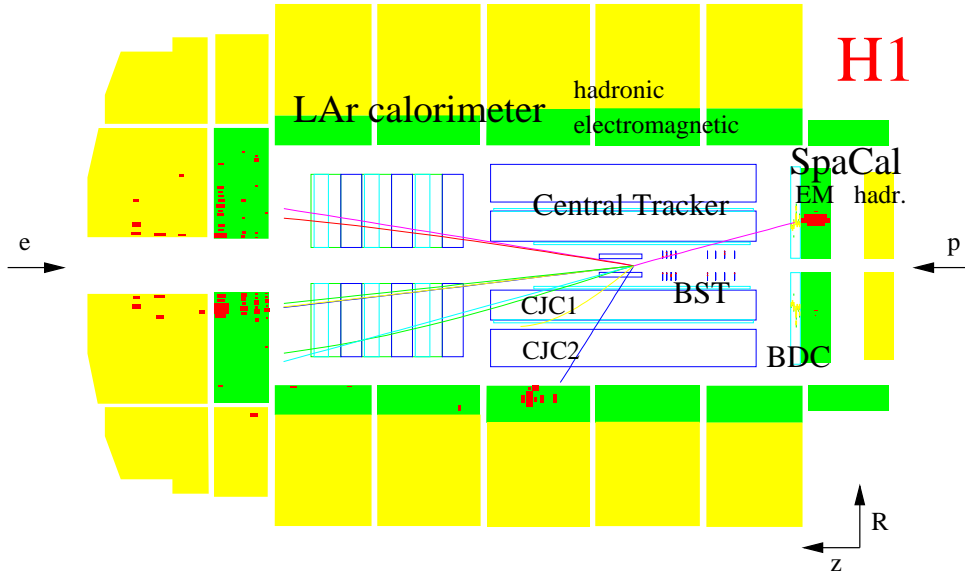 H1
LAr calorimeter
hadronic
electromagnetic
SpaCal
EM hadr.
Central Tracker
e
p
BST
CJC1
CJC2
BDC
R
z